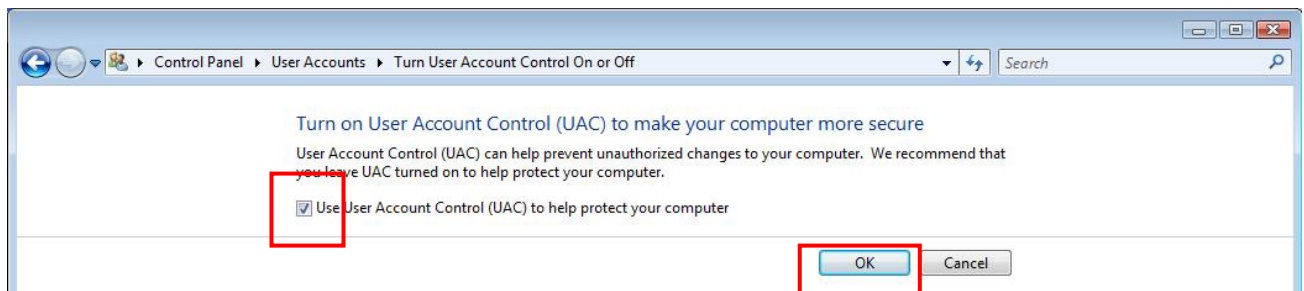 Control Panel ▸ User Accounts ▸ Turn User Account Control On or Off
Search
Turn on User Account Control (UAC) to make your computer more secure
User Account Control (UAC) can help prevent unauthorized changes to your computer. We recommend that
you leave UAC turned on to help protect your computer.
Use User Account Control (UAC) to help protect your computer
OK
Cancel